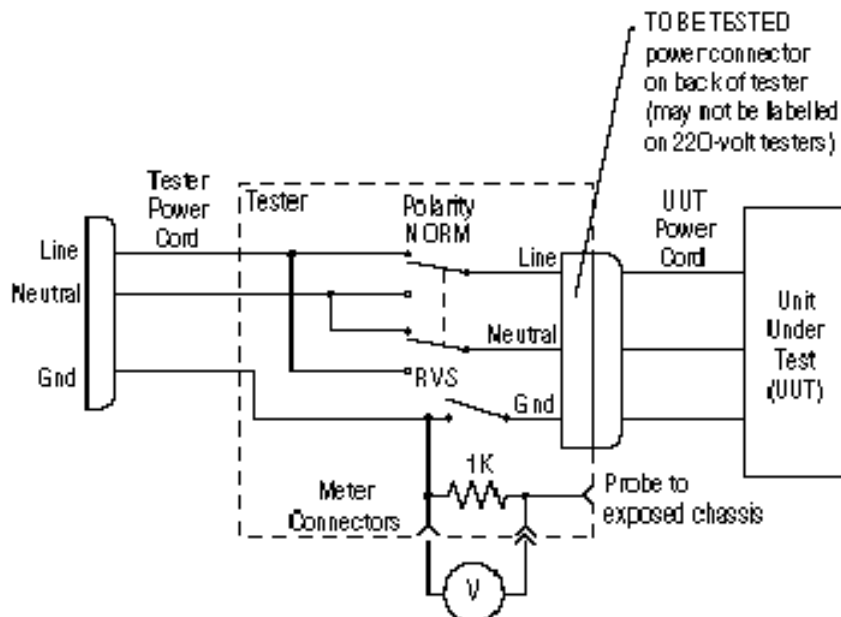 TO BE TESTED
power connector
on back of tester
(may not be labelled
on 220-volt testers)
Tester
Power
Cord
Tester
Polarity
NORM
UUT
Power
Cord
Line
Line
Neutral
Neutral
Unit
Under
Test
(UUT)
Gnd
RVS
Gnd
1K
Meter
Connectors
Probe to
exposed chassis
V